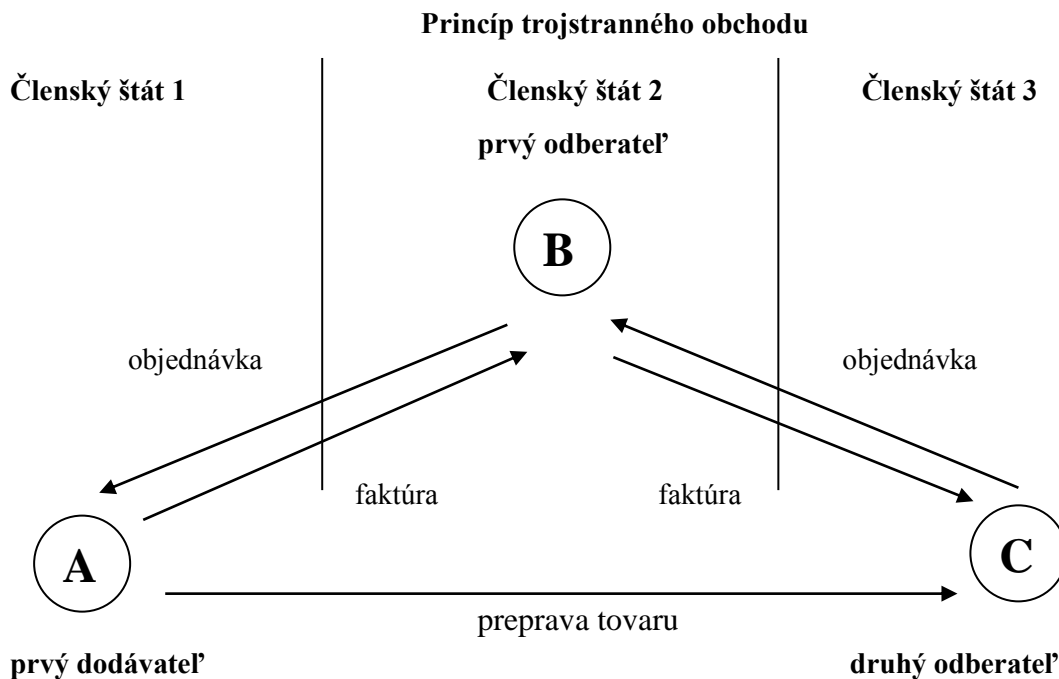 Princíp trojstranného obchodu
Členský štát 1
Členský štát 2
Členský štát 3
prvý odberateľ
B
objednávka
objednávka
faktúra
faktúra
A
C
preprava tovaru
prvý dodávateľ
druhý odberateľ